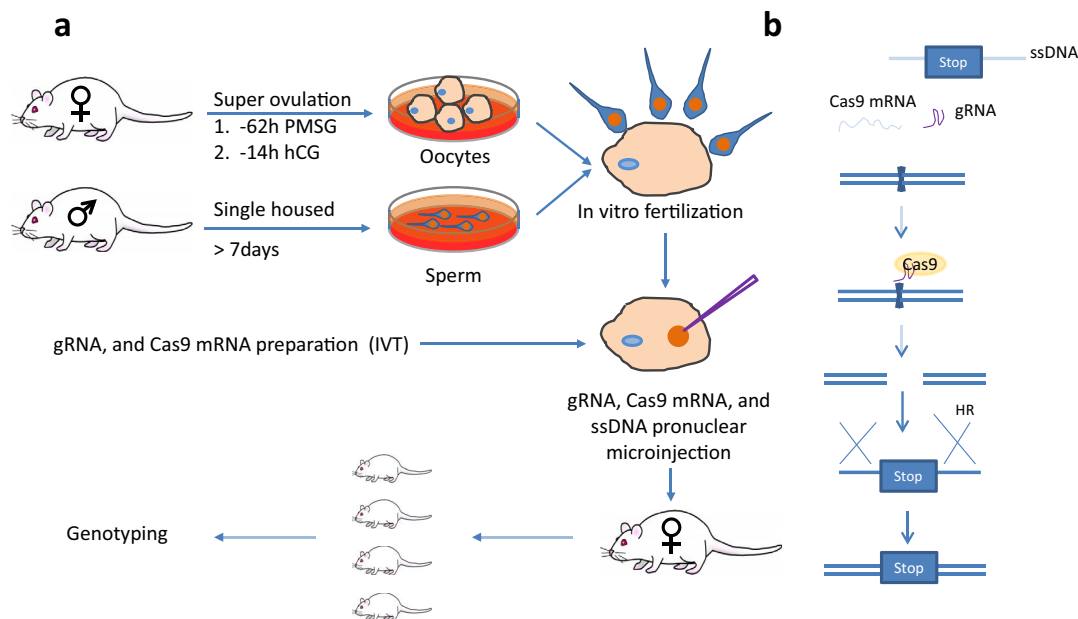 a
Super ovulation
1. -62h PMSG
2. -14h hCG
Oocytes
Single housed
> 7days
Sperm
In vitro fertilization
gRNA, and Cas9 mRNA preparation (IVT)
gRNA, Cas9 mRNA, and
ssDNA pronuclear
microinjection
Genotyping
b
Stop
ssDNA
Cas9 mRNA
gRNA
Cas9
HR
Stop
Stop